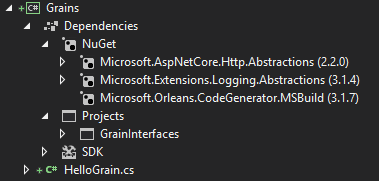 Grains
Dependencies
NuGet
Microsoft.AspNetCore.Http.Abstractions (2.2.0)
Microsoft.Extensions.Logging.Abstractions (3.1.4)
Microsoft.Orleans.CodeGenerator.MSBuild (3.1.7)
Projects
GrainInterfaces
SDK
C# HelloGrain.cs